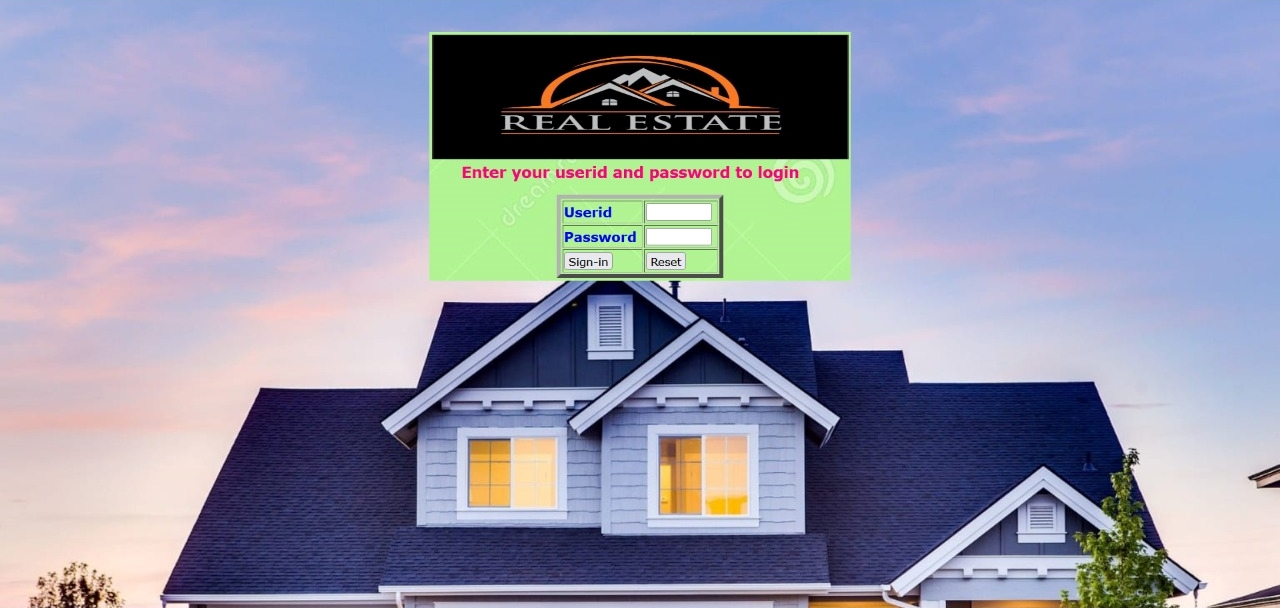 REAL ESTATE
Enter your userid and password to login
Userid
Password
Sign-in Reset